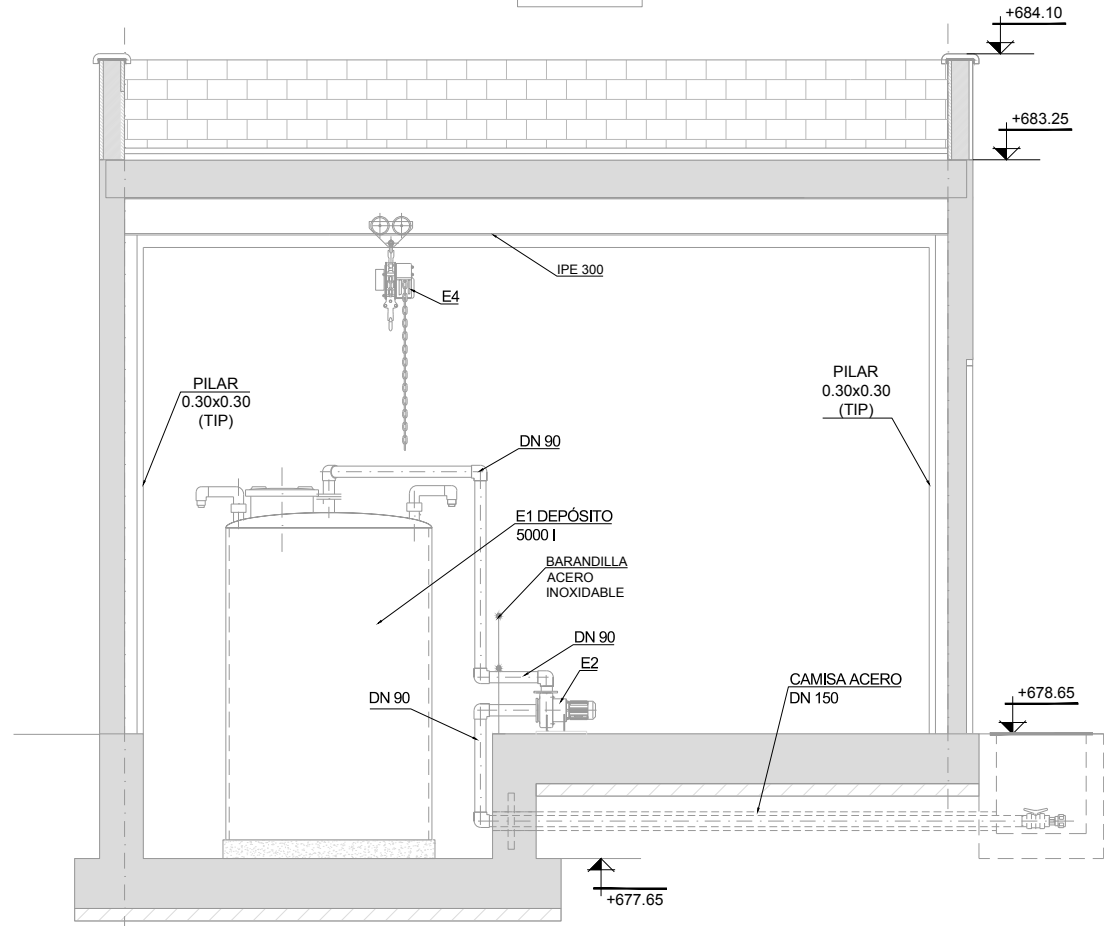 +684.10
+683.25
IPE 300
E4
PILAR
0.30x0.30
(TIP)
PILAR
0.30x0.30
(TIP)
DN 90
E1 DEPÓSITO
5000 l
BARANDILLA
ACERO
INOXIDABLE
DN 90
E2
DN 90
CAMISA ACERO
DN 150
+678.65
+677.65